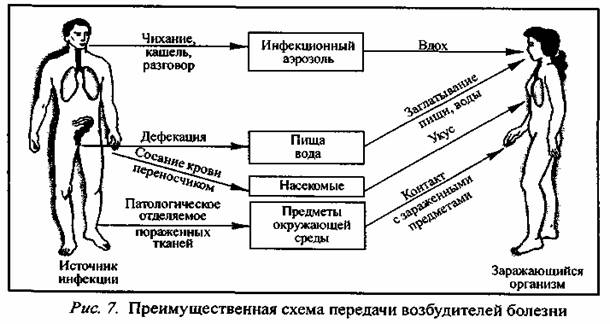 Чихание,
кашель,
разговор
Инфекционный
аэрозоль
Вдох
Дефекация
Пища
вода
Заглатывание
пищи, воды
Сосание крови
переносчиком
Насекомые
Укус
Патологическое
отделяемое
пораженных
тканей
Предметы
окружающей
среды
Контакт
с зараженными
предметами
Источник
инфекции
Заражающийся
организм
Рис. 7. Преимущественная схема передачи возбудителей болезни